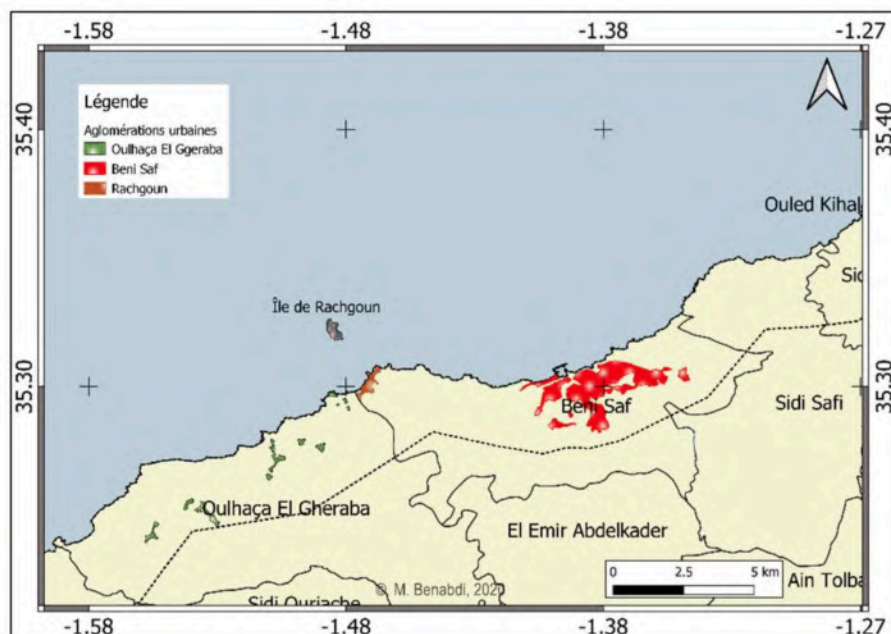 -1.58 -1.48 -1.38 -1.27
35.40 35.40
Légende
Aglomérations urbaines
Oulhaça El Ggeraba
Beni Saf
Rachgoun
Ouled Kihal
Sid
Île de Rachgoun
35.30 35.30
Beni Saf
Sidi Safi
Oulhaça El Gheraba
El Emir Abdelkader
0 2.5 5 km
Ain Tolba
©, M. Benabdi, 2020
Sidi Ouriache
-1.58 -1.48 -1.38 -1.27